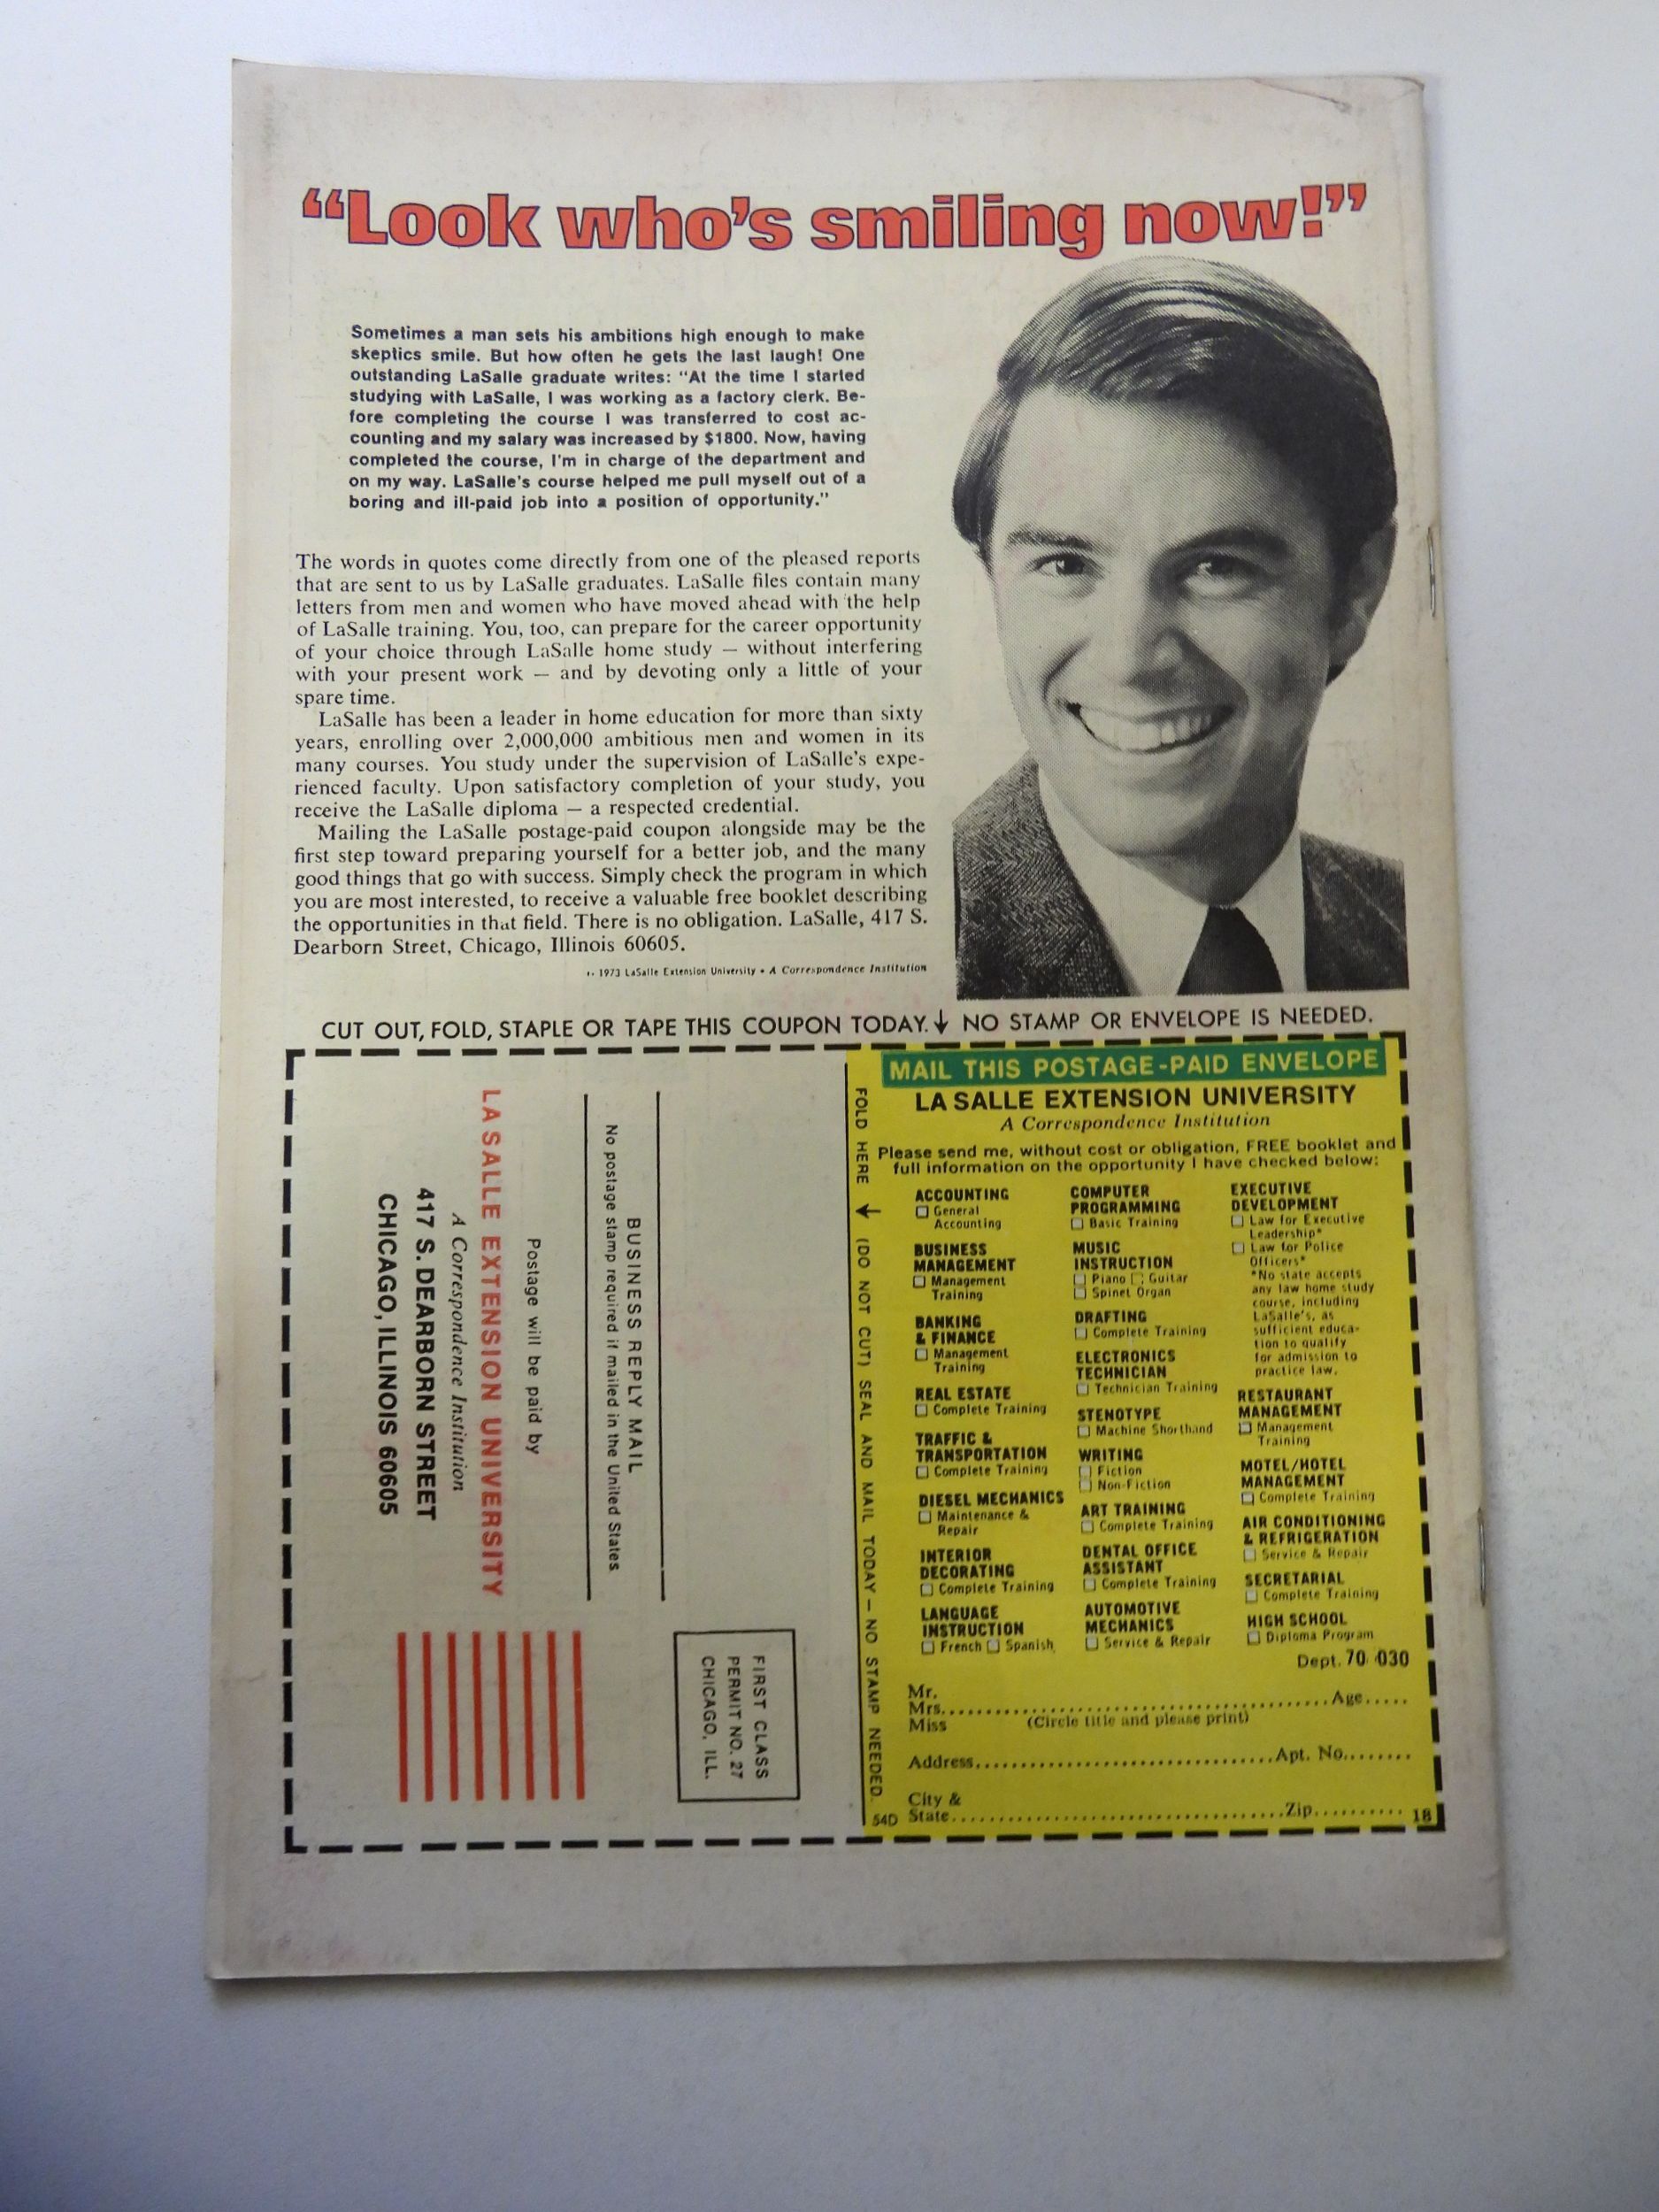 “Look who’s smiling now!”
Sometimes a man sets his ambitions high enough to make
skeptics smile. But how often he gets the last laugh! One
outstanding LaSalle graduate writes: “At the time I started
studying with LaSalle, I was working as a factory clerk. Be-
fore completing the course I was transferred to cost ac-
counting and my salary was increased by $1800. Now, having
completed the course, I'm in charge of the department and
on my way. LaSalle's course helped me pull myself out of a
boring and ill-paid job into a position of opportunity.”
The words in quotes come directly from one of the pleased reports
that are sent to us by LaSalle graduates. LaSalle files contain many
letters from men and women who have moved ahead with the help
of LaSalle training. You, too, can prepare for the career opportunity
of your choice through LaSalle home study — without interfering
with your present work — and by devoting only a little of your
spare time.
LaSalle has been a leader in home education for more than sixty
years, enrolling over 2,000,000 ambitious men and women in its
many courses. You study under the supervision of LaSalle's expe-
rienced faculty. Upon satisfactory completion of your study, you
receive the LaSalle diploma — a respected credential.
Mailing the LaSalle postage-paid coupon alongside may be the
first step toward preparing yourself for a better job, and the many
good things that go with success. Simply check the program in which
you are most interested, to receive a valuable free booklet describing
the opportunities in that field. There is no obligation. LaSalle, 417 S.
Dearborn Street, Chicago, Illinois 60605.
1973 LaSalle Extension University • A Correspondence Institution
CUT OUT, FOLD, STAPLE OR TAPE THIS COUPON TODAY. ↓ NO STAMP OR ENVELOPE IS NEEDED.
FIRST CLASS
PERMIT NO. 27
CHICAGO, ILL.
BUSINESS REPLY MAIL
No postage stamp required if mailed in the United States
Postage will be paid by
LA SALLE EXTENSION UNIVERSITY
A Correspondence Institution
417 S. DEARBORN STREET
CHICAGO, ILLINOIS 60605
FOLD HERE ↓ (DO NOT CUT) SEAL AND MAIL TODAY — NO STAMP NEEDED.
MAIL THIS POSTAGE-PAID ENVELOPE
LA SALLE EXTENSION UNIVERSITY
A Correspondence Institution
Please send me, without cost or obligation, FREE booklet and
full information on the opportunity I have checked below:
ACCOUNTING
☐ General
Accounting
BUSINESS
MANAGEMENT
☐ Management
Training
BANKING
& FINANCE
☐ Management
Training
REAL ESTATE
☐ Complete Training
TRAFFIC &
TRANSPORTATION
☐ Complete Training
DIESEL MECHANICS
☐ Maintenance &
Repair
INTERIOR
DECORATING
☐ Complete Training
LANGUAGE
INSTRUCTION
☐ French ☐ Spanish
COMPUTER
PROGRAMMING
☐ Basic Training
MUSIC
INSTRUCTION
☐ Piano ☐ Guitar
☐ Spinet Organ
DRAFTING
☐ Complete Training
ELECTRONICS
TECHNICIAN
☐ Technician Training
STENOTYPE
☐ Machine Shorthand
WRITING
☐ Fiction
☐ Non-Fiction
ART TRAINING
☐ Complete Training
DENTAL OFFICE
ASSISTANT
☐ Complete Training
AUTOMOTIVE
MECHANICS
☐ Service & Repair
EXECUTIVE
DEVELOPMENT
☐ Law for Executive
Leadership*
☐ Law for Police
Officers*
*No state accepts
any law home study
course, including
LaSalle's, as
sufficient educa-
tion to qualify
for admission to
practice law.
RESTAURANT
MANAGEMENT
☐ Management
Training
MOTEL/HOTEL
MANAGEMENT
☐ Complete Training
AIR CONDITIONING
& REFRIGERATION
☐ Service & Repair
SECRETARIAL
☐ Complete Training
HIGH SCHOOL
☐ Diploma Program
Dept. 70 030
Mr.
Mrs. Age
Miss (Circle title and please print)
Address Apt. No.
City &
State Zip
54D 18